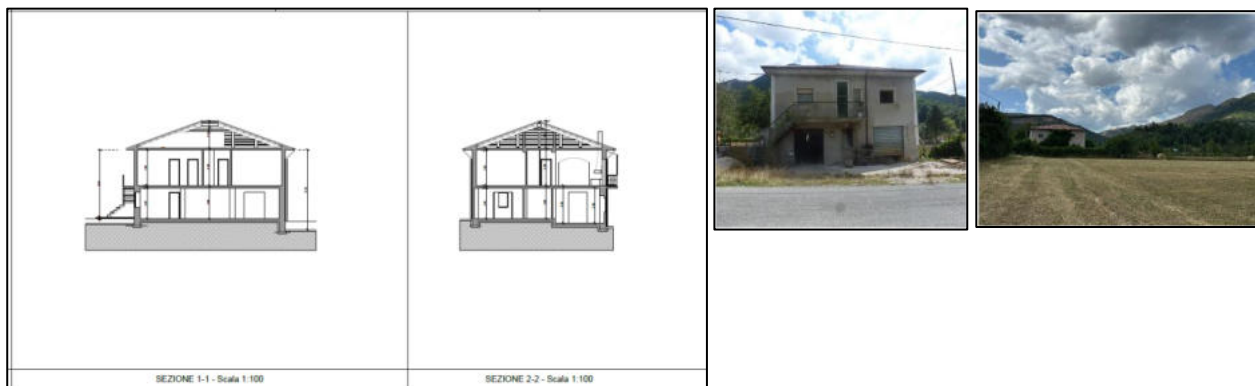 SEZIONE 1-1 - Scala 1:100
SEZIONE 2-2 - Scala 1:100